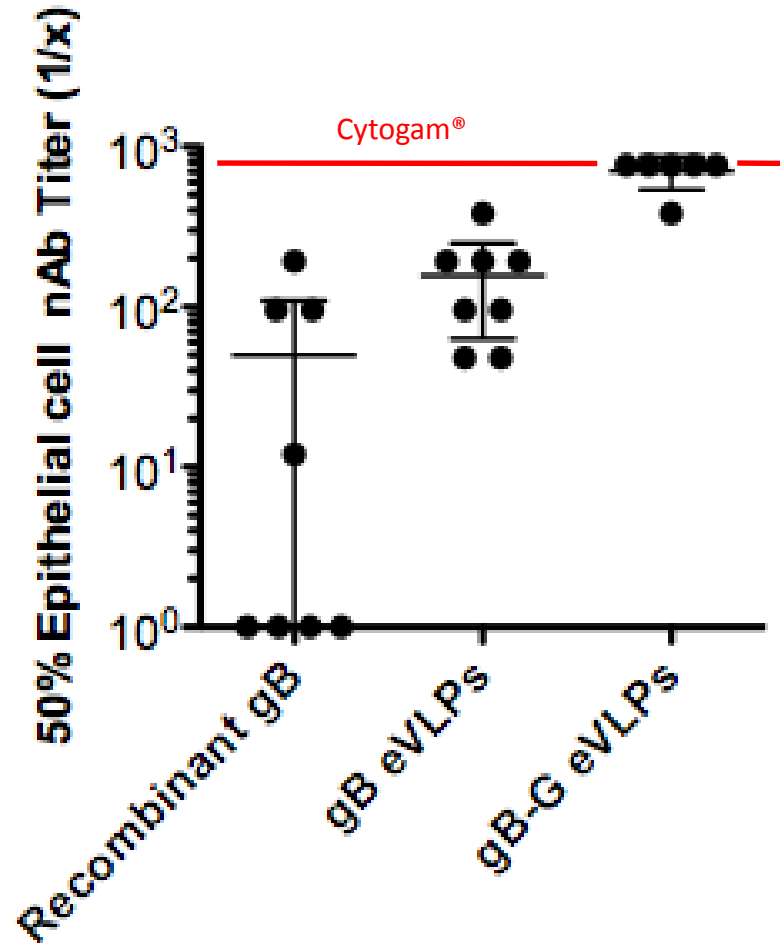 50% Epithelial cell nAb Titer (1/x)
Cytogam®
10³
10²
10¹
10⁰
Recombinant gB
gB eVLPs
gB-G eVLPs